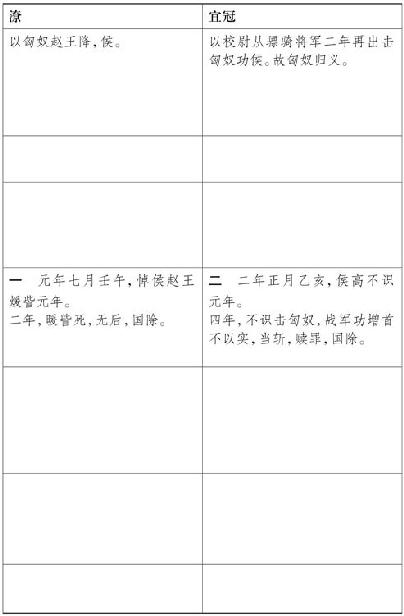 潦
以匈奴赵王降,侯。
一 元年七月壬午,悼侯赵王
煖訾元年。
二年,煖訾死,无后,国除。
宜冠
以校尉从骠骑将军二年再出击
匈奴功侯。故匈奴归义。
二 二年正月乙亥,侯高不识
元年。
四年,不识击匈奴,战军功增首
不以实,当斩,赎罪,国除。